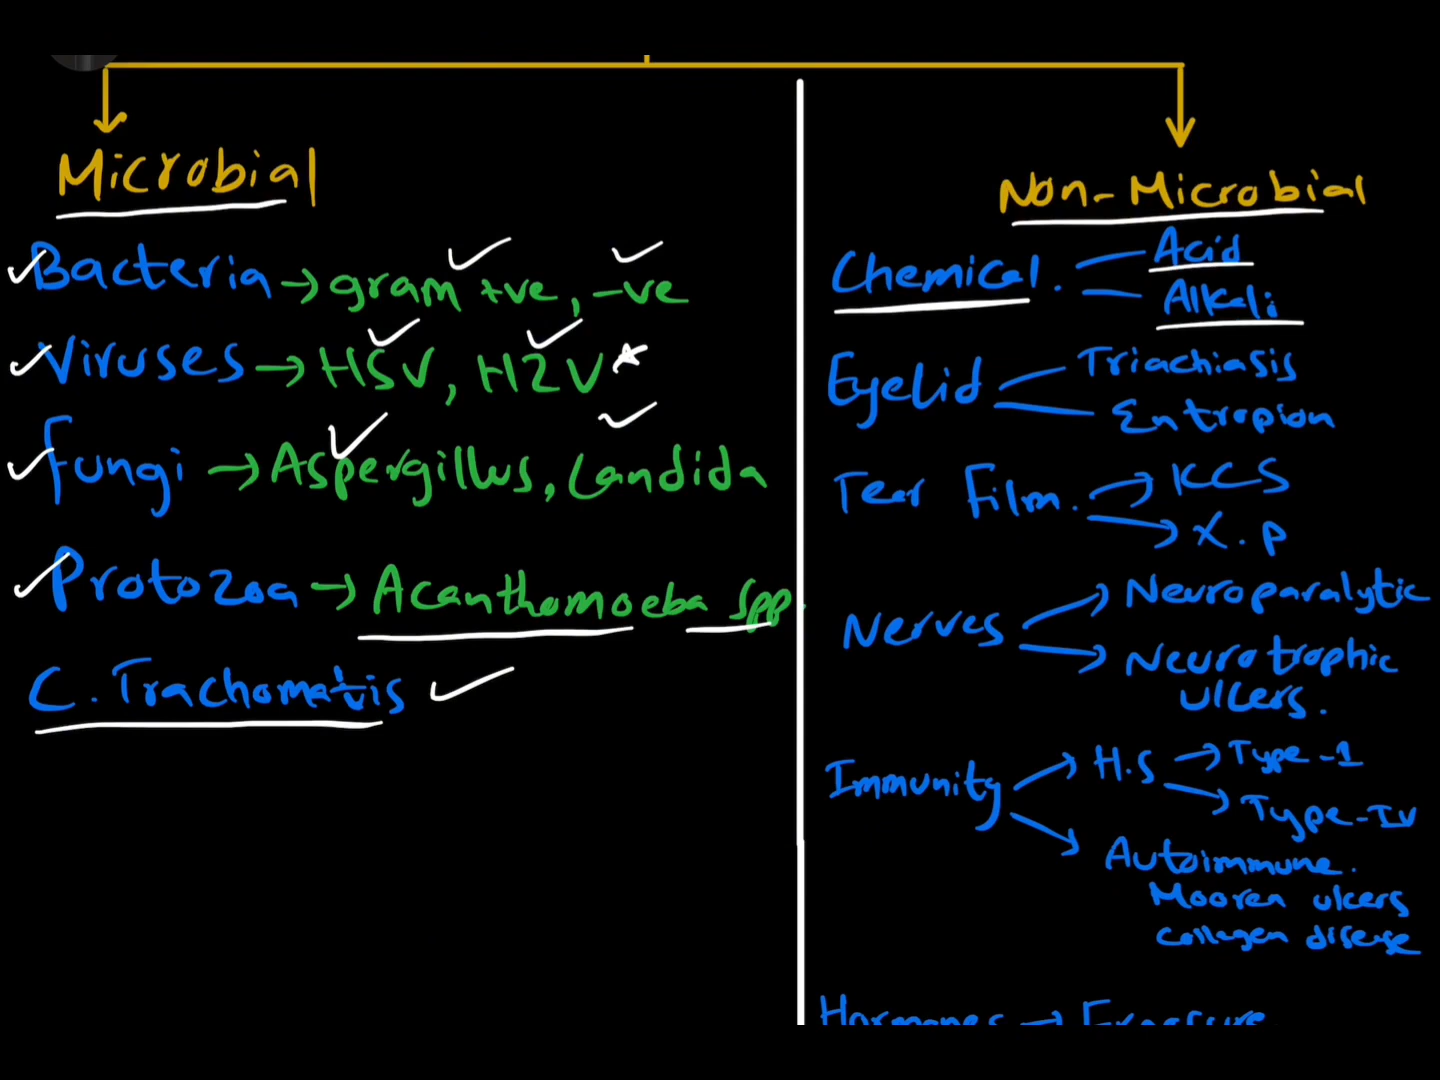 Microbial
Bacteria → gram +ve, -ve
Viruses → HSV, HZV *
Fungi → Aspergillus, Candida
Protozoa → Acanthomoeba Spp.
C. Trachomatis
Non-Microbial
Chemical. Acid
Alkali
Eyelid Triachiasis
Entropion
Tear Film. → KCS
→ X.P
Nerves → Neuroparalytic
→ Neurotrophic
ulcers.
Immunity → H.S → Type-1
→ Type-IV
→ Autoimmune.
Mooren ulcers
Collagen disease
Hormones →